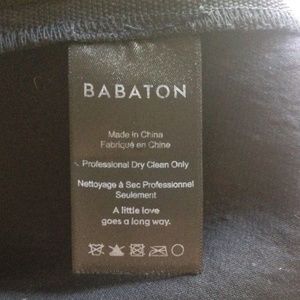 BABATON
Made in China
Fabriqué en Chine
Professional Dry Clean Only
Nettoyage à Sec Professionnel
Seulement
A little love
goes a long way.